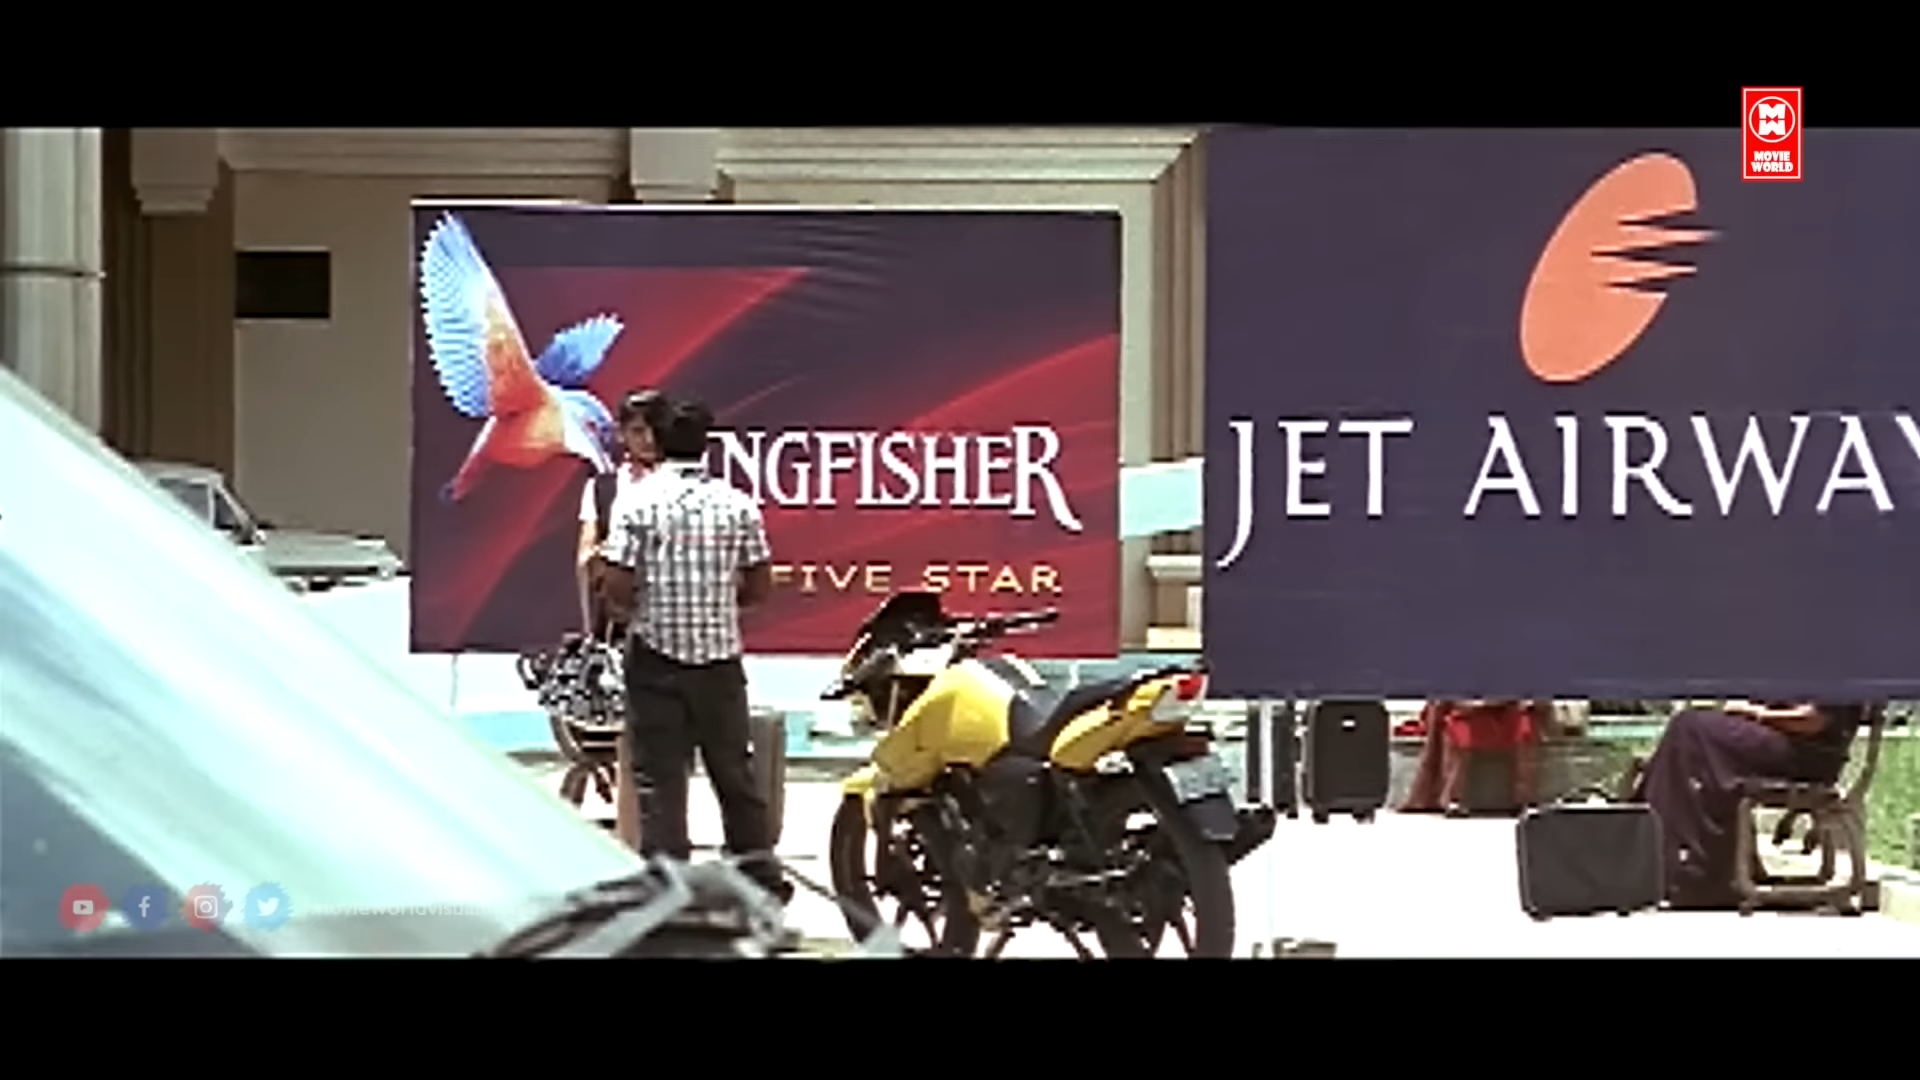 MOVIE
WORLD
NGFISHER
FIVE STAR
JET AIRWAY